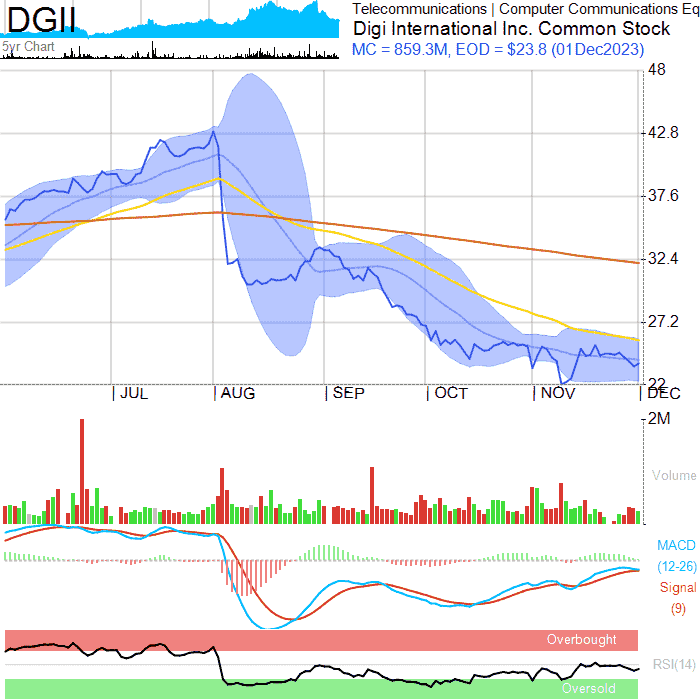 DGII
5yr Chart
Telecommunications | Computer Communications Eq
Digi International Inc. Common Stock
MC = 859.3M, EOD = $23.8 (01Dec2023)
48
42.8
37.6
32.4
27.2
22
JUL
AUG
SEP
OCT
NOV
DEC
2M
Volume
MACD
(12-26)
Signal
(9)
Overbought
RSI(14)
Oversold